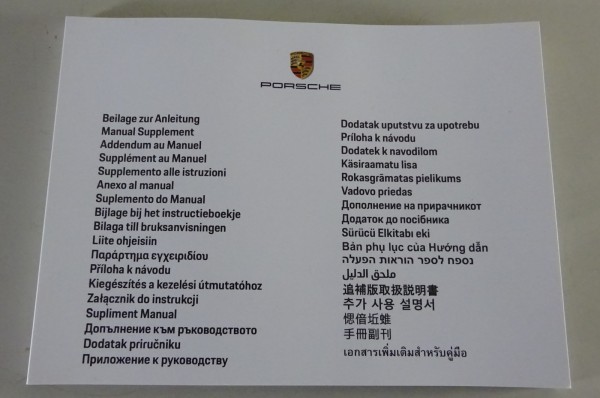 PORSCHE
Beilage zur Anleitung
Manual Supplement
Addendum au Manuel
Supplément au Manuel
Supplemento alle istruzioni
Anexo al manual
Suplemento do Manual
Bijlage bij het instructieboekje
Bilaga till bruksanvisningen
Liite ohjeisiin
Παράρτημα εγχειριδίου
Příloha k návodu
Kiegészítés a kezelési útmutatóhoz
Załącznik do instrukcji
Supliment Manual
Допълнение към ръководството
Dodatak priručniku
Приложение к руководству
Dodatak uputstvu za upotrebu
Príloha k návodu
Dodatek k navodilom
Käsiraamatu lisa
Rokasgrāmatas pielikums
Vadovo priedas
Дополнение на прирачникот
Додаток до посібника
Sürücü Elkitabı eki
Bản phụ lục của Hướng dẫn
נספח לספר הוראות הפעלה
ملحق الدليل
追補版取扱説明書
추가 사용 설명서
手冊副刊
เอกสารเพิ่มเติมสำหรับคู่มือ